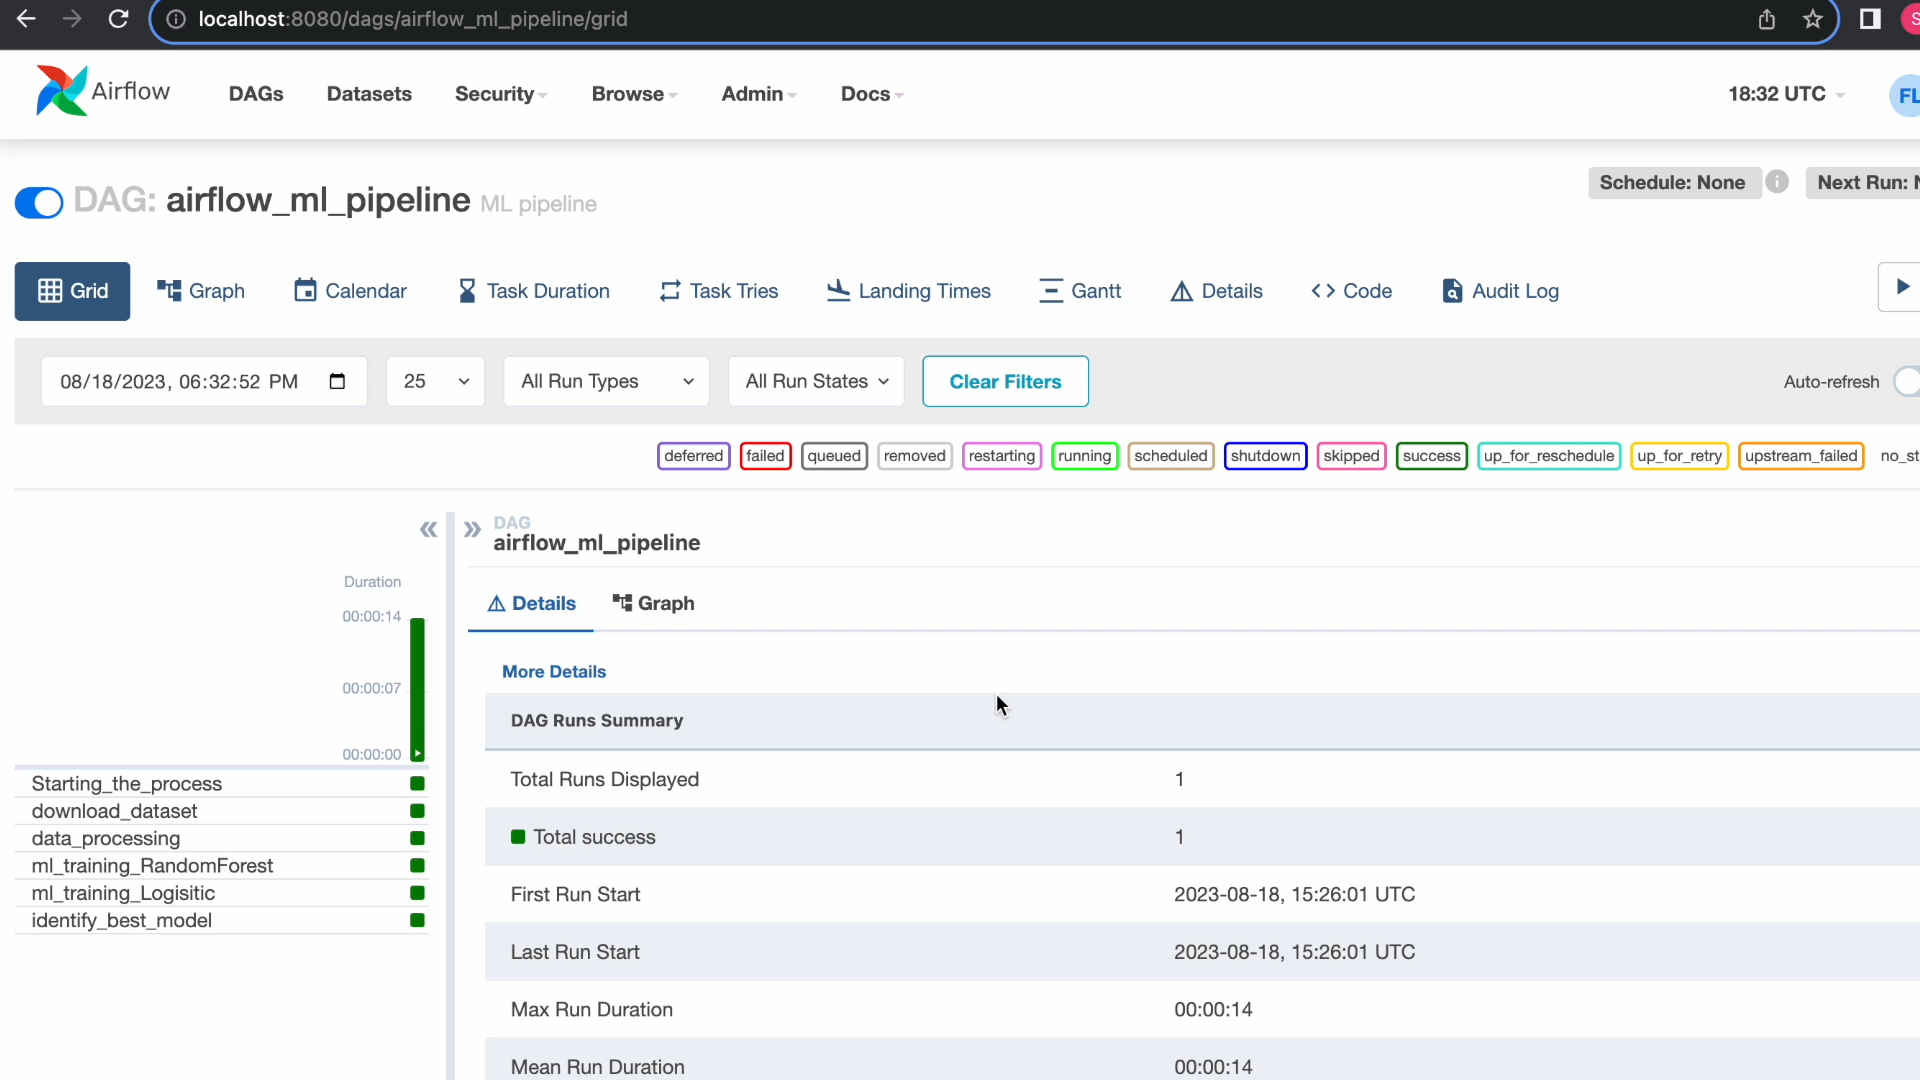 localhost:8080/dags/airflow_ml_pipeline/grid
S
Airflow DAGs Datasets Security Browse Admin Docs 18:32 UTC FL
DAG: airflow_ml_pipeline ML pipeline
Schedule: None Next Run: N
Grid Graph Calendar Task Duration Task Tries Landing Times Gantt Details Code Audit Log
08/18/2023, 06:32:52 PM 25 All Run Types All Run States Clear Filters Auto-refresh
deferred failed queued removed restarting running scheduled shutdown skipped success up_for_reschedule up_for_retry upstream_failed no_st
DAG
airflow_ml_pipeline
Duration
00:00:14
00:00:07
00:00:00
Starting_the_process
download_dataset
data_processing
ml_training_RandomForest
ml_training_Logisitic
identify_best_model
Details Graph
More Details
DAG Runs Summary
Total Runs Displayed 1
Total success 1
First Run Start 2023-08-18, 15:26:01 UTC
Last Run Start 2023-08-18, 15:26:01 UTC
Max Run Duration 00:00:14
Mean Run Duration 00:00:14